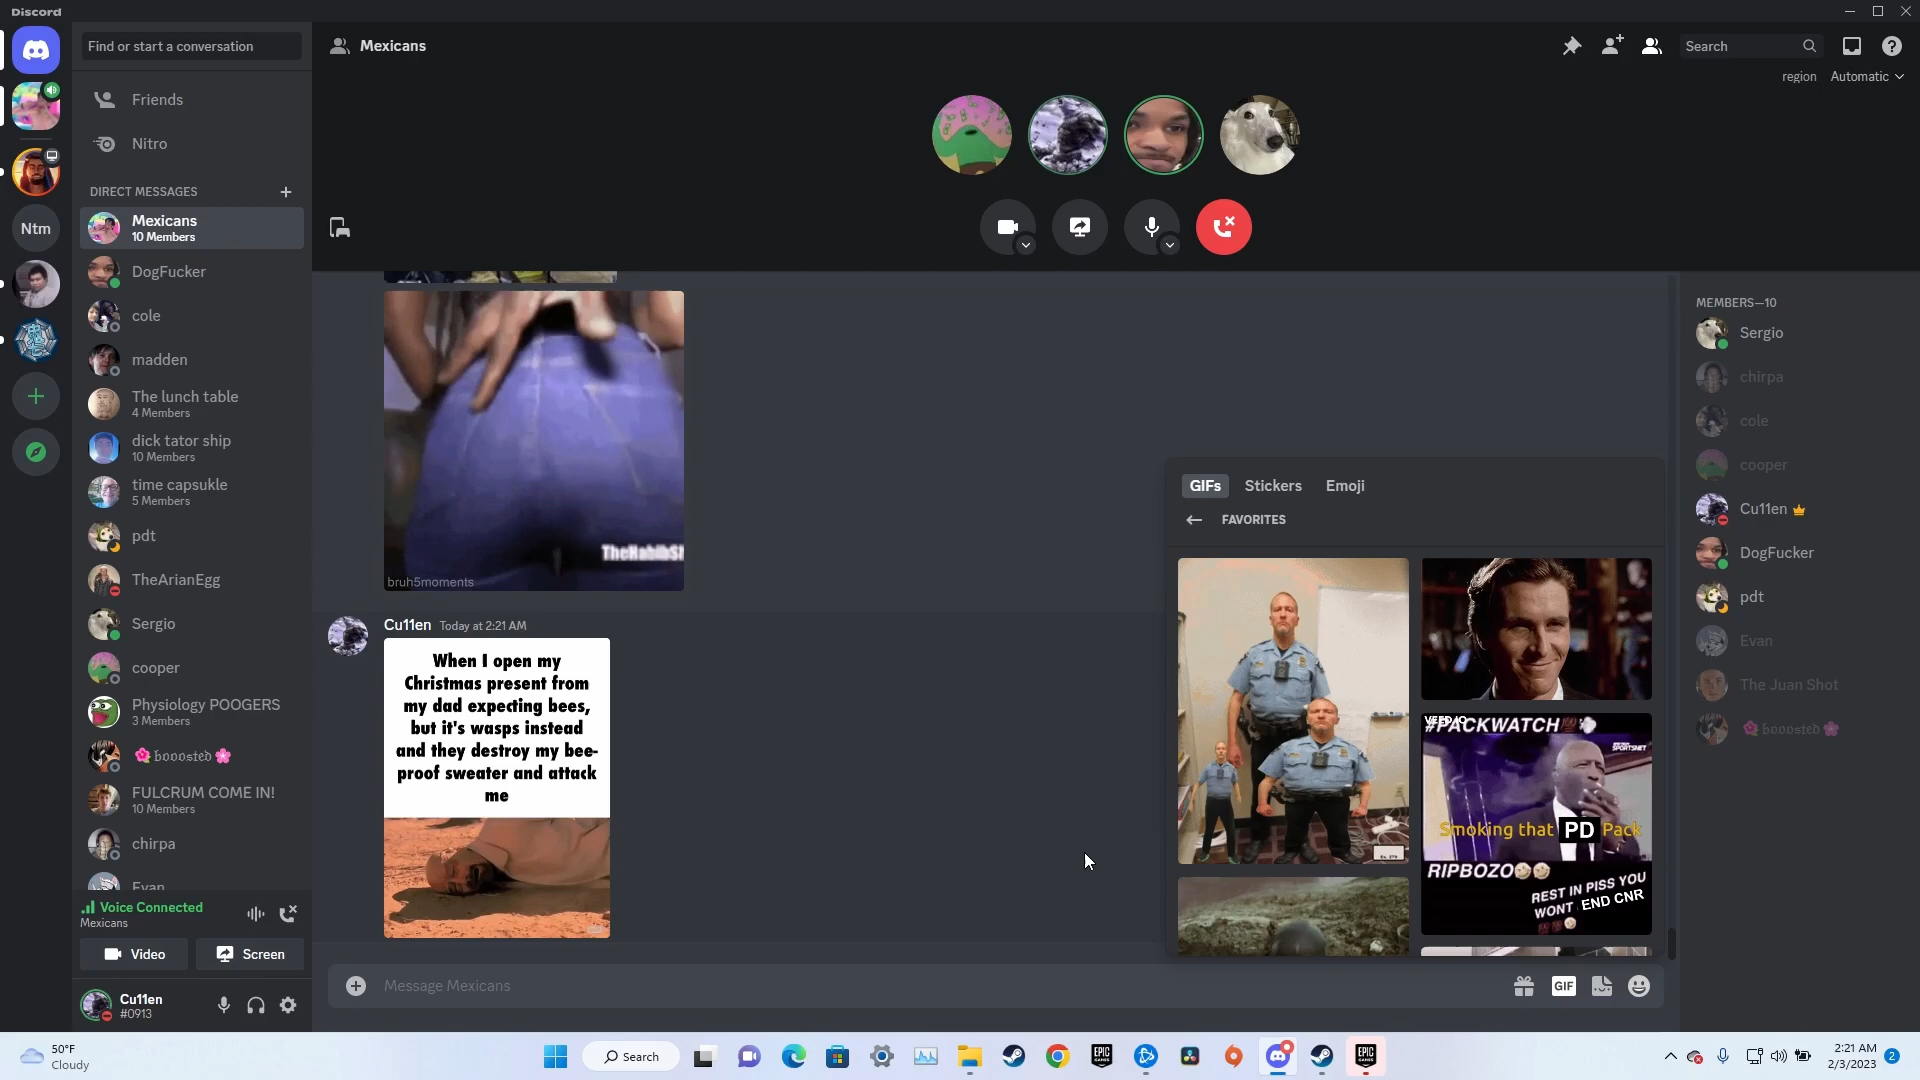 Discord
Find or start a conversation
Mexicans
Search
region Automatic
Friends
Nitro
DIRECT MESSAGES
Ntm
Mexicans
10 Members
DogFucker
cole
madden
The lunch table
4 Members
dick tator ship
10 Members
time capsukle
5 Members
pdt
TheArianEgg
Sergio
cooper
Physiology POOGERS
3 Members
🌺𝔟𝔬𝔬𝔬𝔰𝔱𝔢𝔡🌸
FULCRUM COME IN!
10 Members
chirpa
Evan
Voice Connected
Mexicans
Video
Screen
Cu11en
#0913
bruh5moments
Cu11en Today at 2:21 AM
When I open my
Christmas present from
my dad expecting bees,
but it's wasps instead
and they destroy my bee-
proof sweater and attack
me
Message Mexicans
GIF
GIFs
Stickers
Emoji
FAVORITES
#PACKWATCH
Smoking that PD Pack
RIPBOZO
REST IN PISS YOU
WONT END CNR
MEMBERS—10
Sergio
chirpa
cole
cooper
Cu11en
DogFucker
pdt
Evan
The Juan Shot
🌺𝔟𝔬𝔬𝔬𝔰𝔱𝔢𝔡🌸
50°F
Cloudy
Search
EPIC
GAMES
EPIC
GAMES
2:21 AM
2/3/2023
2